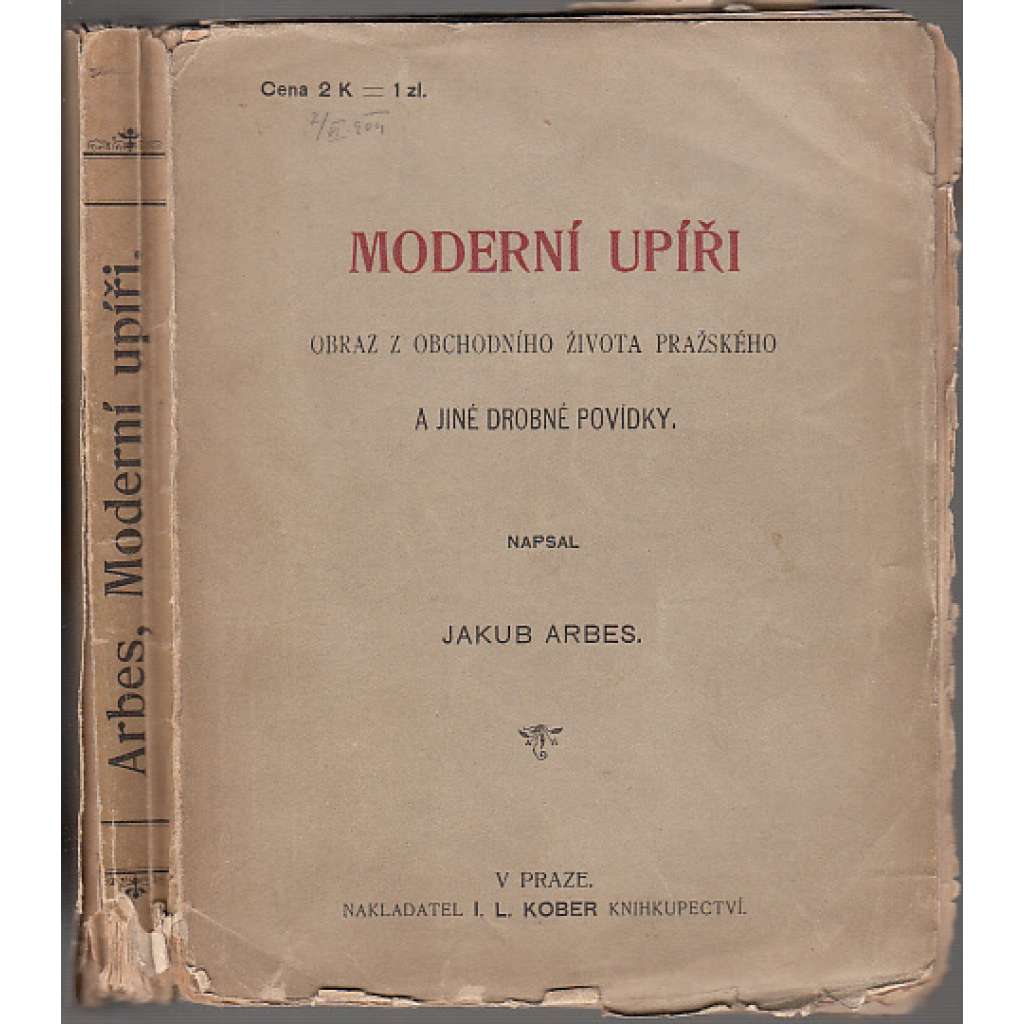 Arbes, Moderní upíři.
Cena 2 K = 1 zl.
MODERNÍ UPÍŘI
OBRAZ Z OBCHODNÍHO ŽIVOTA PRAŽSKÉHO
A JINÉ DROBNÉ POVÍDKY.
NAPSAL
JAKUB ARBES.
V PRAZE.
NAKLADATEL I. L. KOBER KNIHKUPECTVÍ.